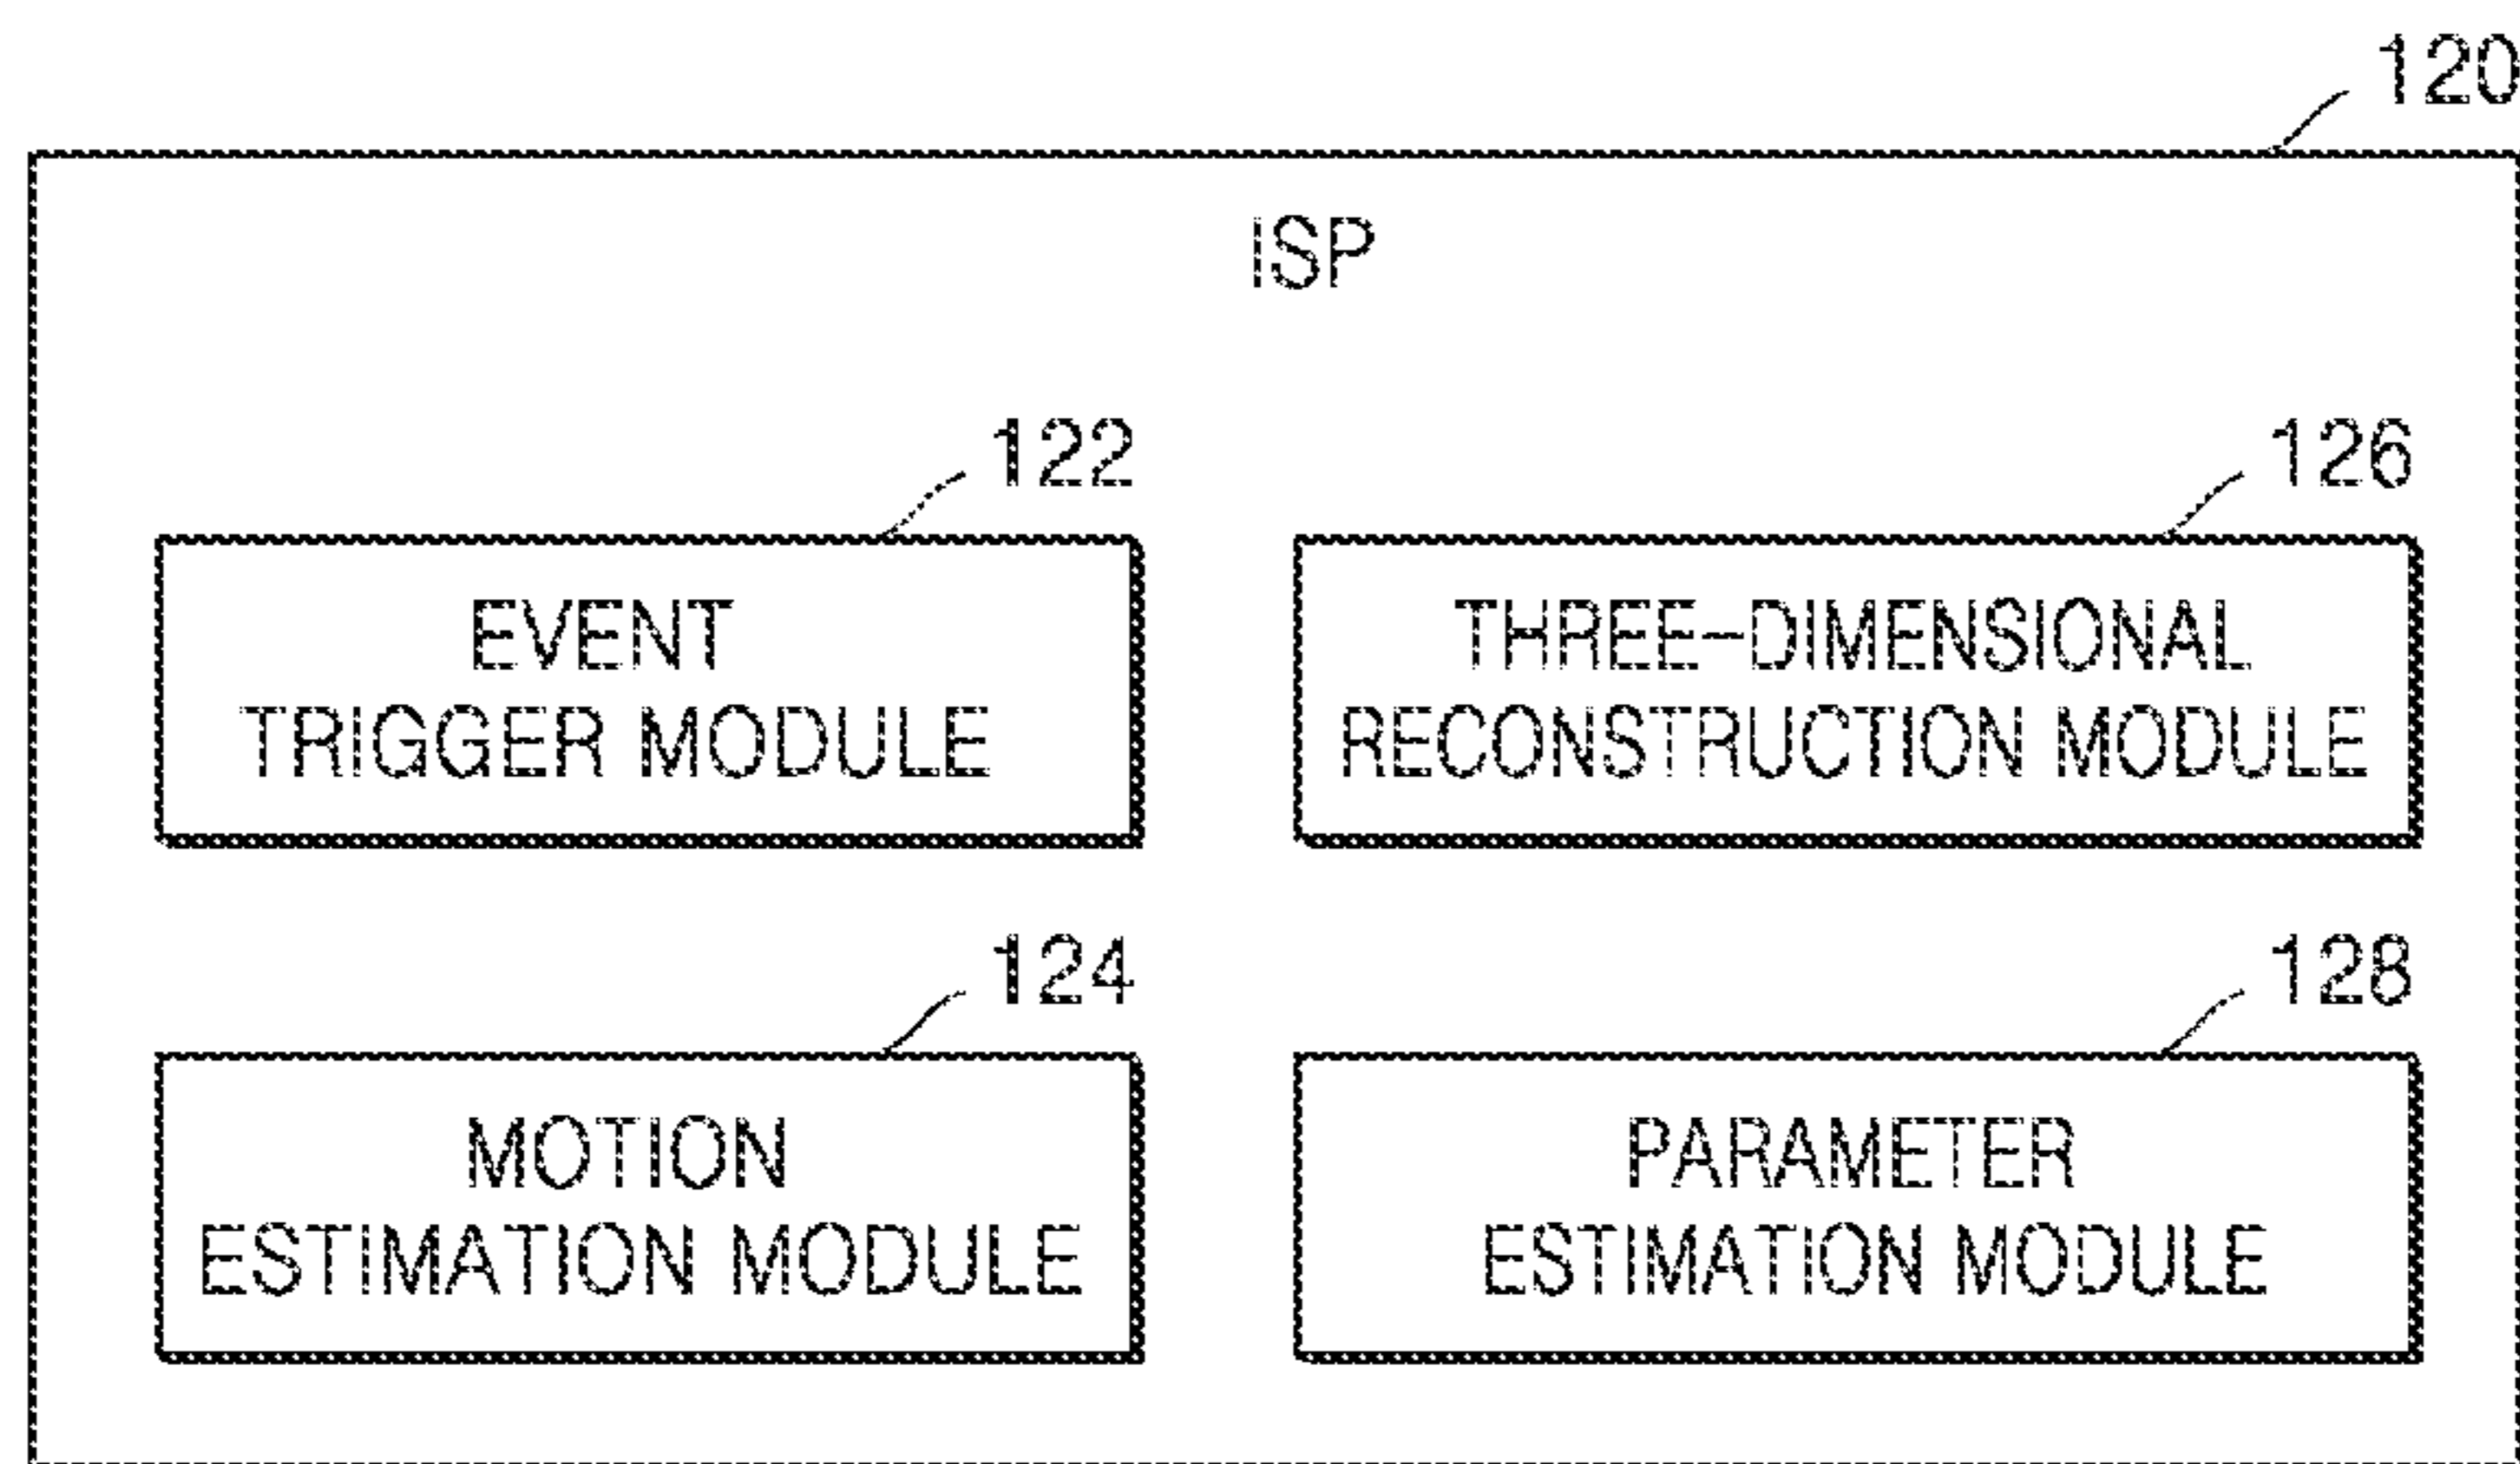 120
ISP
122
EVENT
TRIGGER MODULE
126
THREE-DIMENSIONAL
RECONSTRUCTION MODULE
124
MOTION
ESTIMATION MODULE
128
PARAMETER
ESTIMATION MODULE